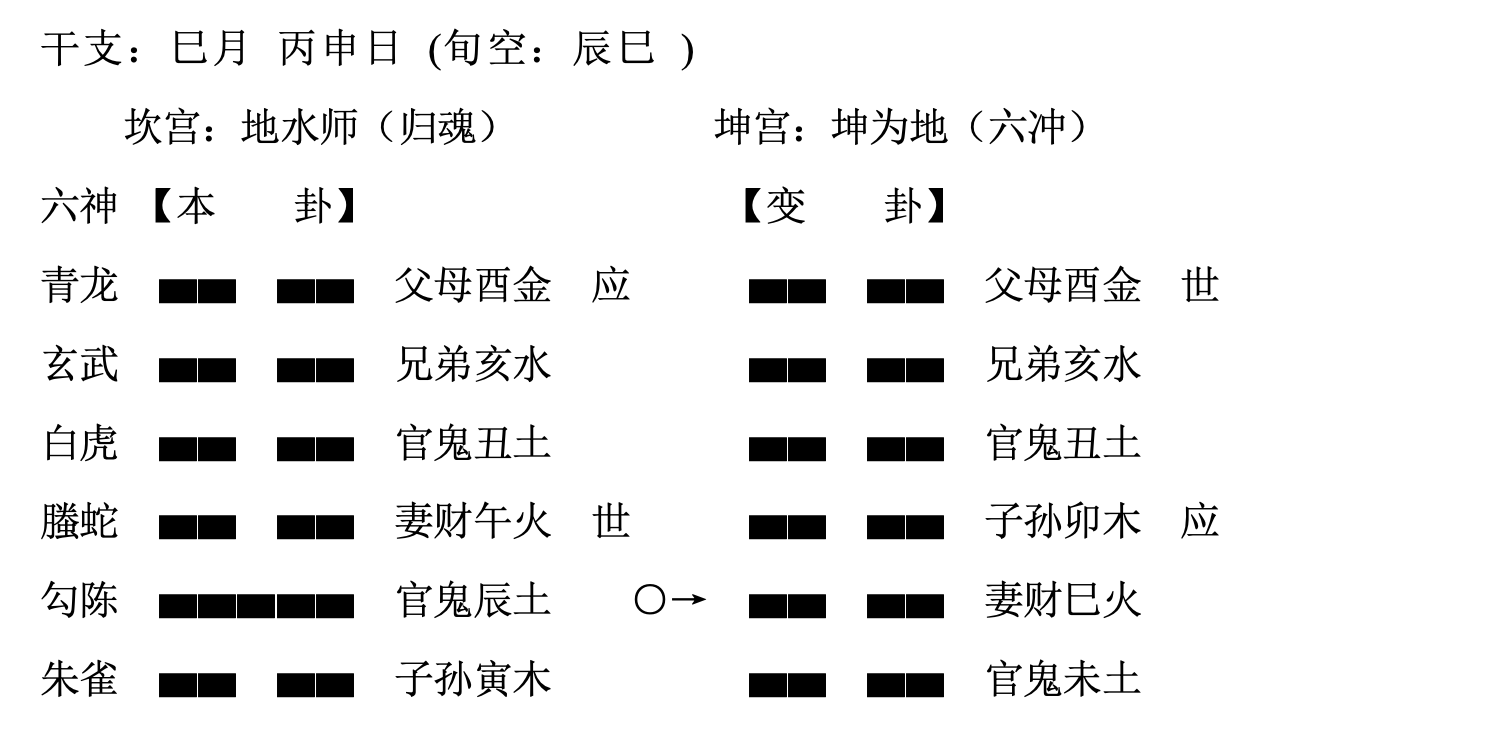 干支：巳月 丙申日 (旬空：辰巳 )
坎宫：地水师（归魂） 坤宫：坤为地（六冲）
六神 【本 卦】 【变 卦】
青龙 父母酉金 应 父母酉金 世
玄武 兄弟亥水 兄弟亥水
白虎 官鬼丑土 官鬼丑土
螣蛇 妻财午火 世 子孙卯木 应
勾陈 官鬼辰土 ○→ 妻财巳火
朱雀 子孙寅木 官鬼未土